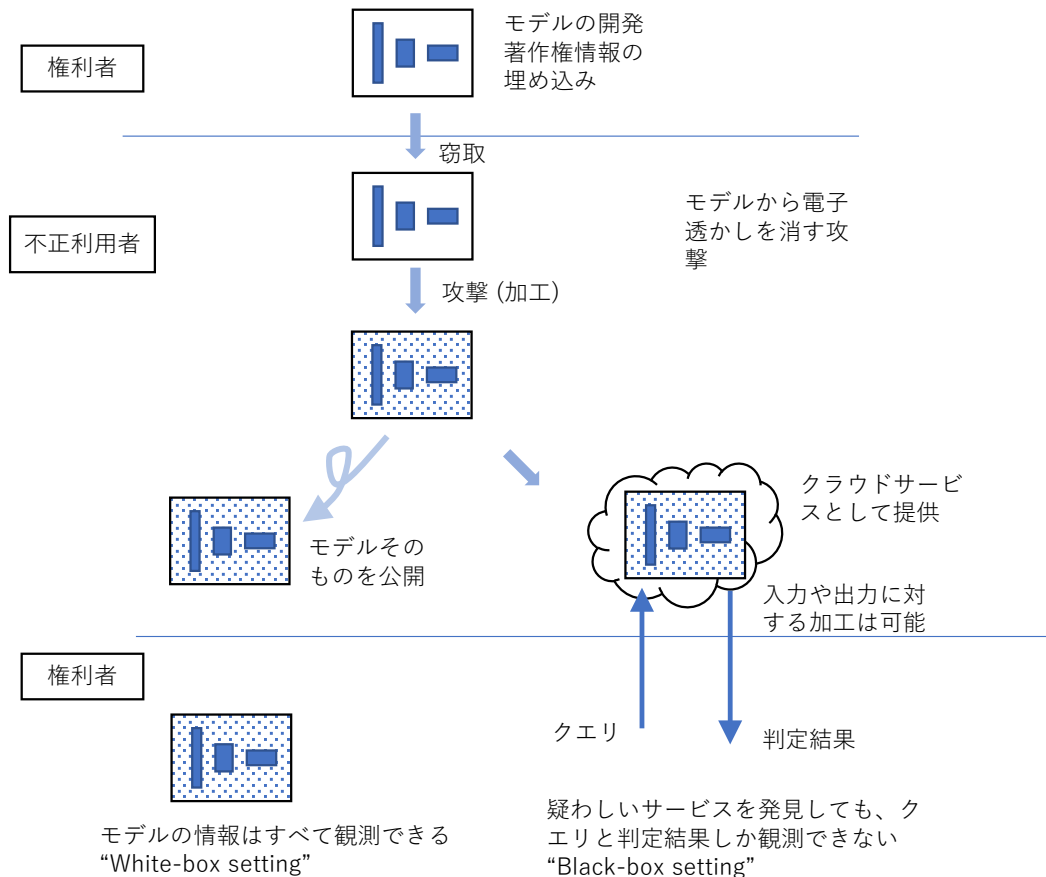 モデルの開発
著作権情報の
埋め込み
権利者
窃取
モデルから電子
透かしを消す攻
撃
不正利用者
攻撃 (加工)
クラウドサービ
スとして提供
モデルその
ものを公開
入力や出力に対
する加工は可能
権利者
クエリ
判定結果
モデルの情報はすべて観測できる
“White-box setting”
疑わしいサービスを発見しても、ク
エリと判定結果しか観測できない
“Black-box setting”